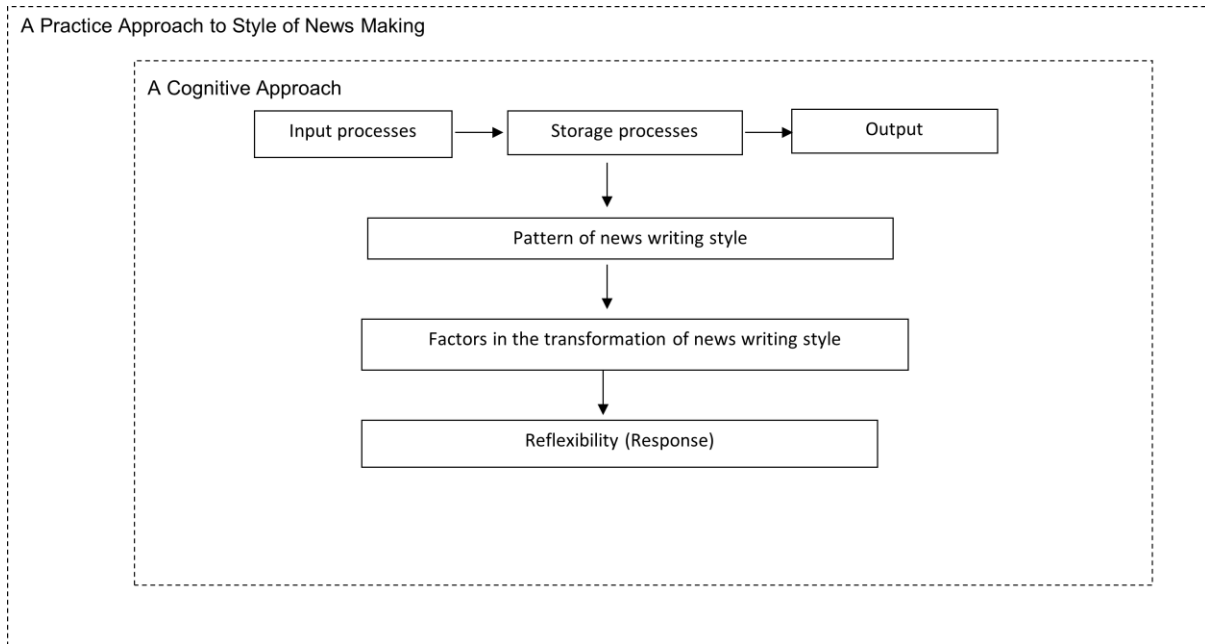 A Practice Approach to Style of News Making
A Cognitive Approach
Input processes
Storage processes
Output
Pattern of news writing style
Factors in the transformation of news writing style
Reflexibility (Response)